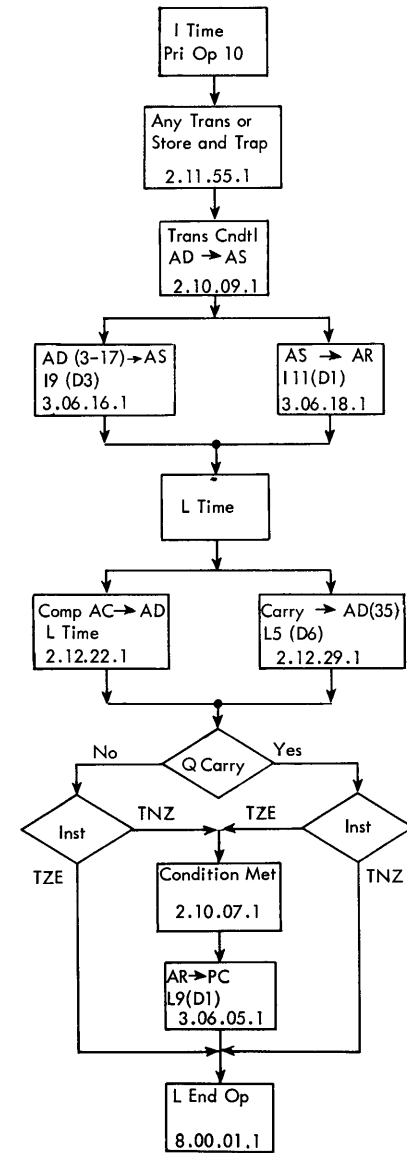 I Time
Pri Op 10
Any Trans or
Store and Trap
2.11.55.1
Trans Cndtl
AD → AS
2.10.09.1
AD (3-17)→AS
I9 (D3)
3.06.16.1
AS → AR
I11(D1)
3.06.18.1
L Time
Comp AC→AD
L Time
2.12.22.1
Carry → AD(35)
L5 (D6)
2.12.29.1
No
Q Carry
Yes
Inst
TNZ
TZE
Inst
TZE
TNZ
Condition Met
2.10.07.1
AR→PC
L9(D1)
3.06.05.1
L End Op
8.00.01.1